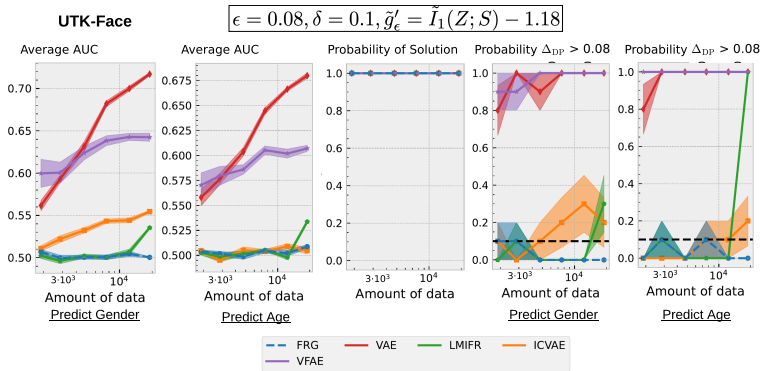 UTK-Face
ϵ = 0.08, δ = 0.1, g̃′ϵ = Ĩ₁(Z; S) − 1.18
Average AUC
Average AUC
Probability of Solution
Probability Δ_DP > 0.08
Probability Δ_DP > 0.08
0.70
0.65
0.60
0.55
0.50
3·10³
10⁴
Amount of data
Predict Gender
0.675
0.650
0.625
0.600
0.575
0.550
0.525
0.500
3·10³
10⁴
Amount of data
Predict Age
1.0
0.8
0.6
0.4
0.2
0.0
3·10³
10⁴
Amount of data
1.0
0.8
0.6
0.4
0.2
0.0
3·10³
10⁴
Amount of data
Predict Gender
1.0
0.8
0.6
0.4
0.2
0.0
3·10³
10⁴
Amount of data
Predict Age
FRG VAE LMIFR ICVAE
VFAE